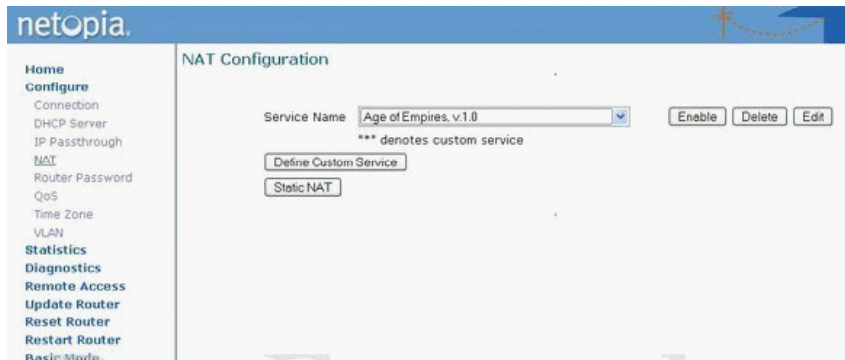 netopia.
Home
Configure
Connection
DHCP Server
IP Passthrough
NAT
Router Password
QoS
Time Zone
VLAN
Statistics
Diagnostics
Remote Access
Update Router
Reset Router
Restart Router
Basic Mode
NAT Configuration
Service Name Age of Empires, v.1.0 Enable Delete Edit
*** denotes custom service
Define Custom Service
Static NAT